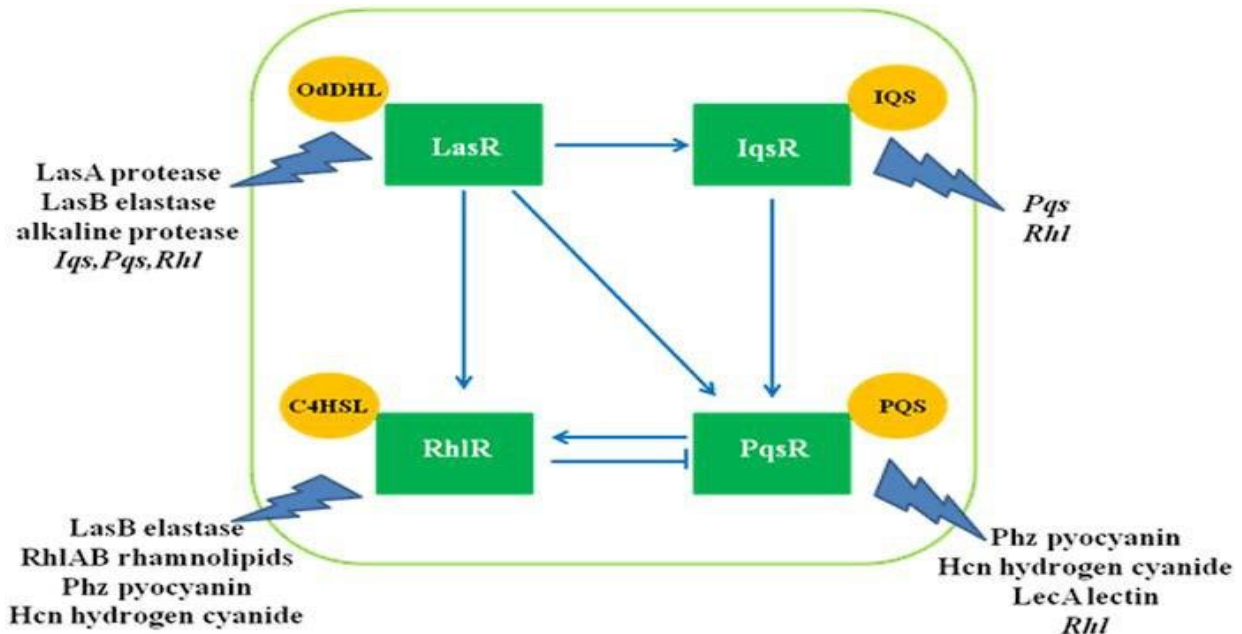 OdDHL
LasR
IqsR
IQS
LasA protease
LasB elastase
alkaline protease
Iqs,Pqs,Rhl
Pqs
Rhl
C4HSL
RhlR
PqsR
PQS
LasB elastase
RhlAB rhamnolipids
Phz pyocyanin
Hcn hydrogen cyanide
Phz pyocyanin
Hcn hydrogen cyanide
LecA lectin
Rhl